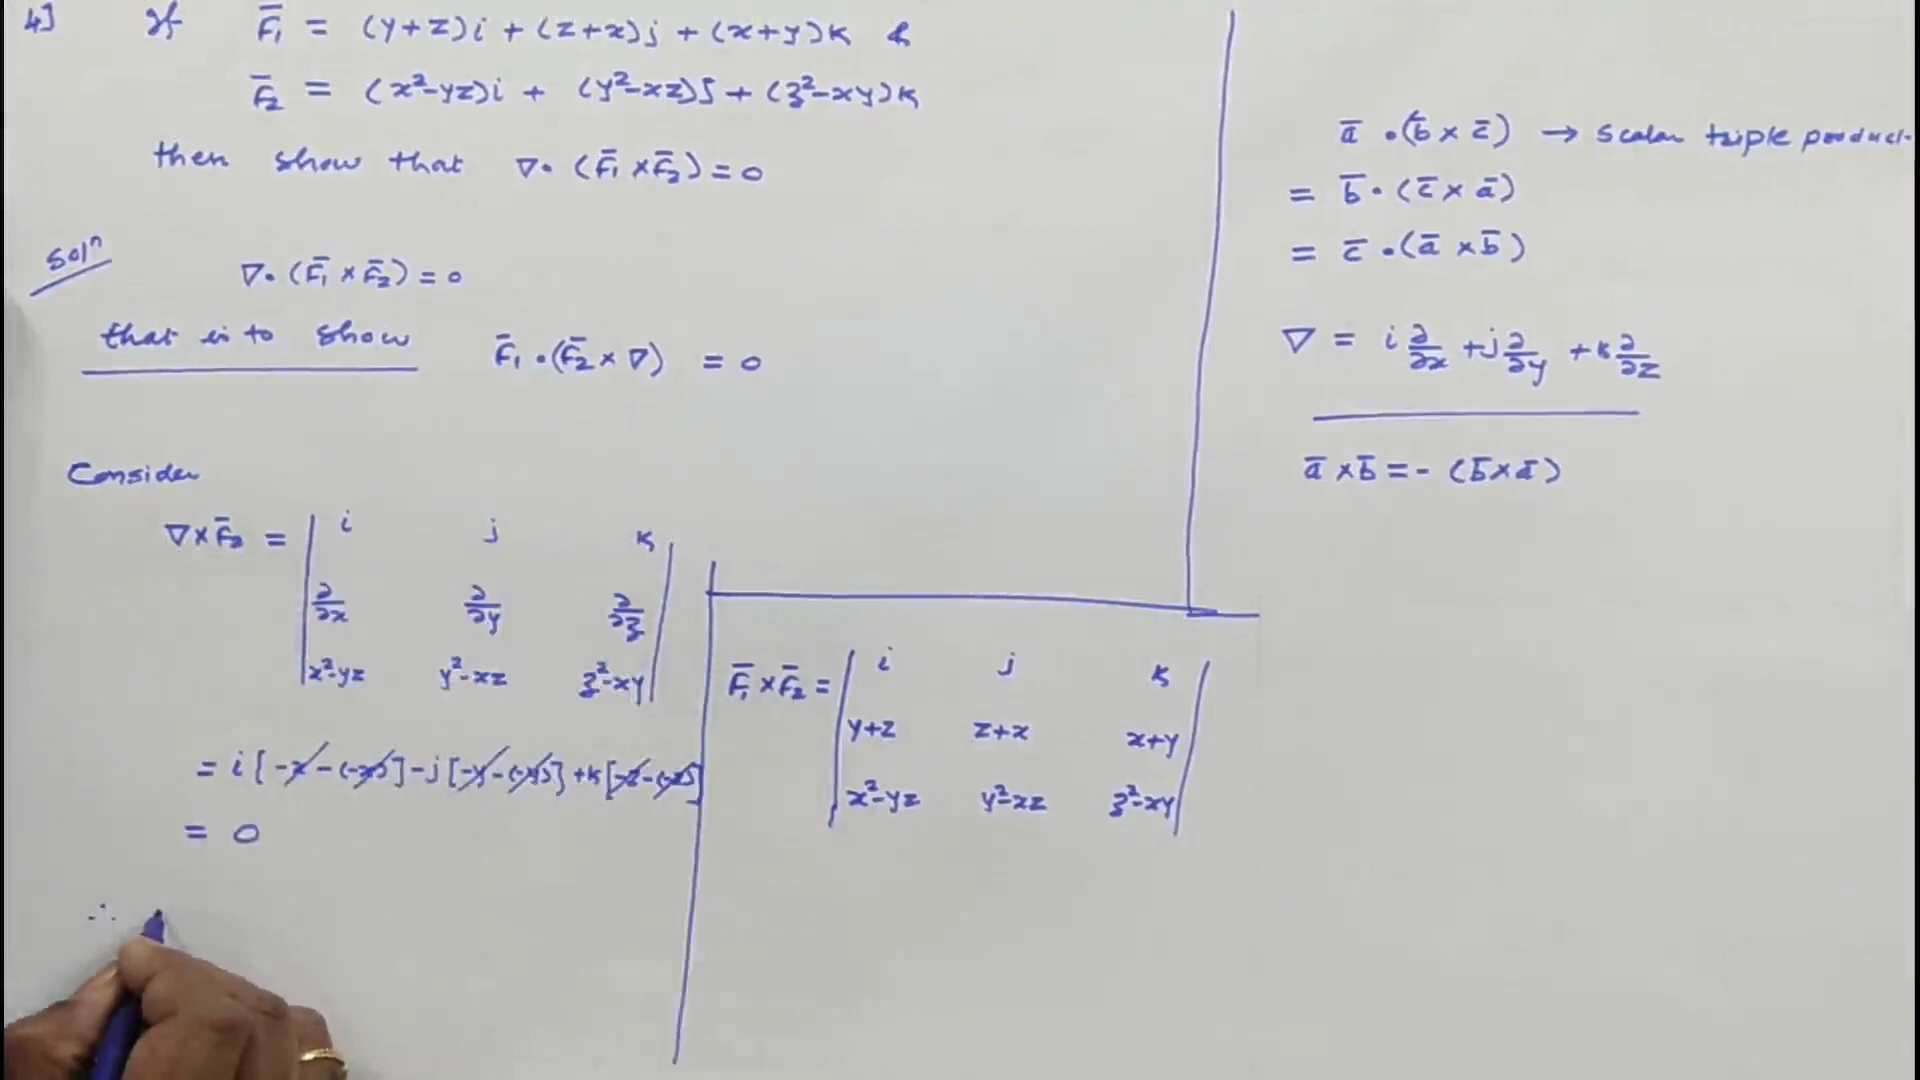 4] If F̄₁ = (y+z)i + (z+x)j + (x+y)k &
F̄₂ = (x²-yz)i + (y²-xz)j + (z²-xy)k
then show that ∇·(F̄₁×F̄₂)=0
Solⁿ
∇·(F̄₁×F̄₂)=0
that is to show F̄₁·(F̄₂×∇) = 0
Consider
∇×F̄₂ = | i j k |
| ∂/∂x ∂/∂y ∂/∂z |
| x²-yz y²-xz z²-xy |
= i[-x-(-x)]-j[-y-(-y)]+k[-z-(-z)]
= 0
∴
F̄₁×F̄₂ = | i j k |
| y+z z+x x+y |
| x²-yz y²-xz z²-xy |
ā·(b̄×c̄) → scalar triple product
= b̄·(c̄×ā)
= c̄·(ā×b̄)
∇ = i ∂/∂x + j ∂/∂y + k ∂/∂z
ā×b̄ = -(b̄×ā)